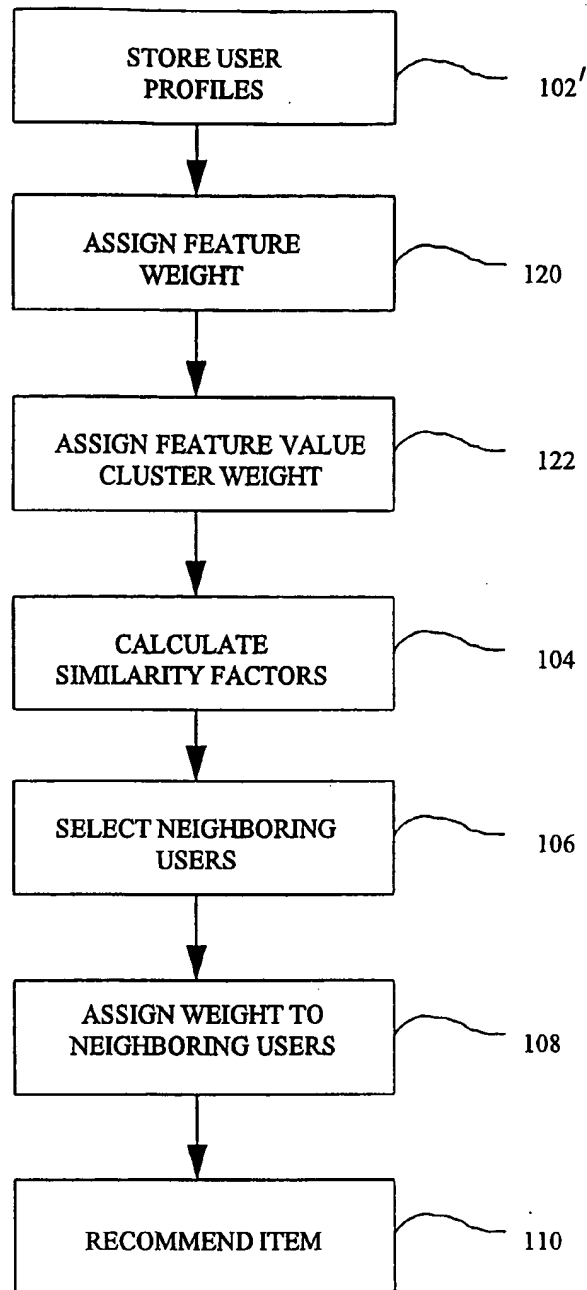 STORE USER
PROFILES
102'
ASSIGN FEATURE
WEIGHT
120
ASSIGN FEATURE VALUE
CLUSTER WEIGHT
122
CALCULATE
SIMILARITY FACTORS
104
SELECT NEIGHBORING
USERS
106
ASSIGN WEIGHT TO
NEIGHBORING USERS
108
RECOMMEND ITEM
110